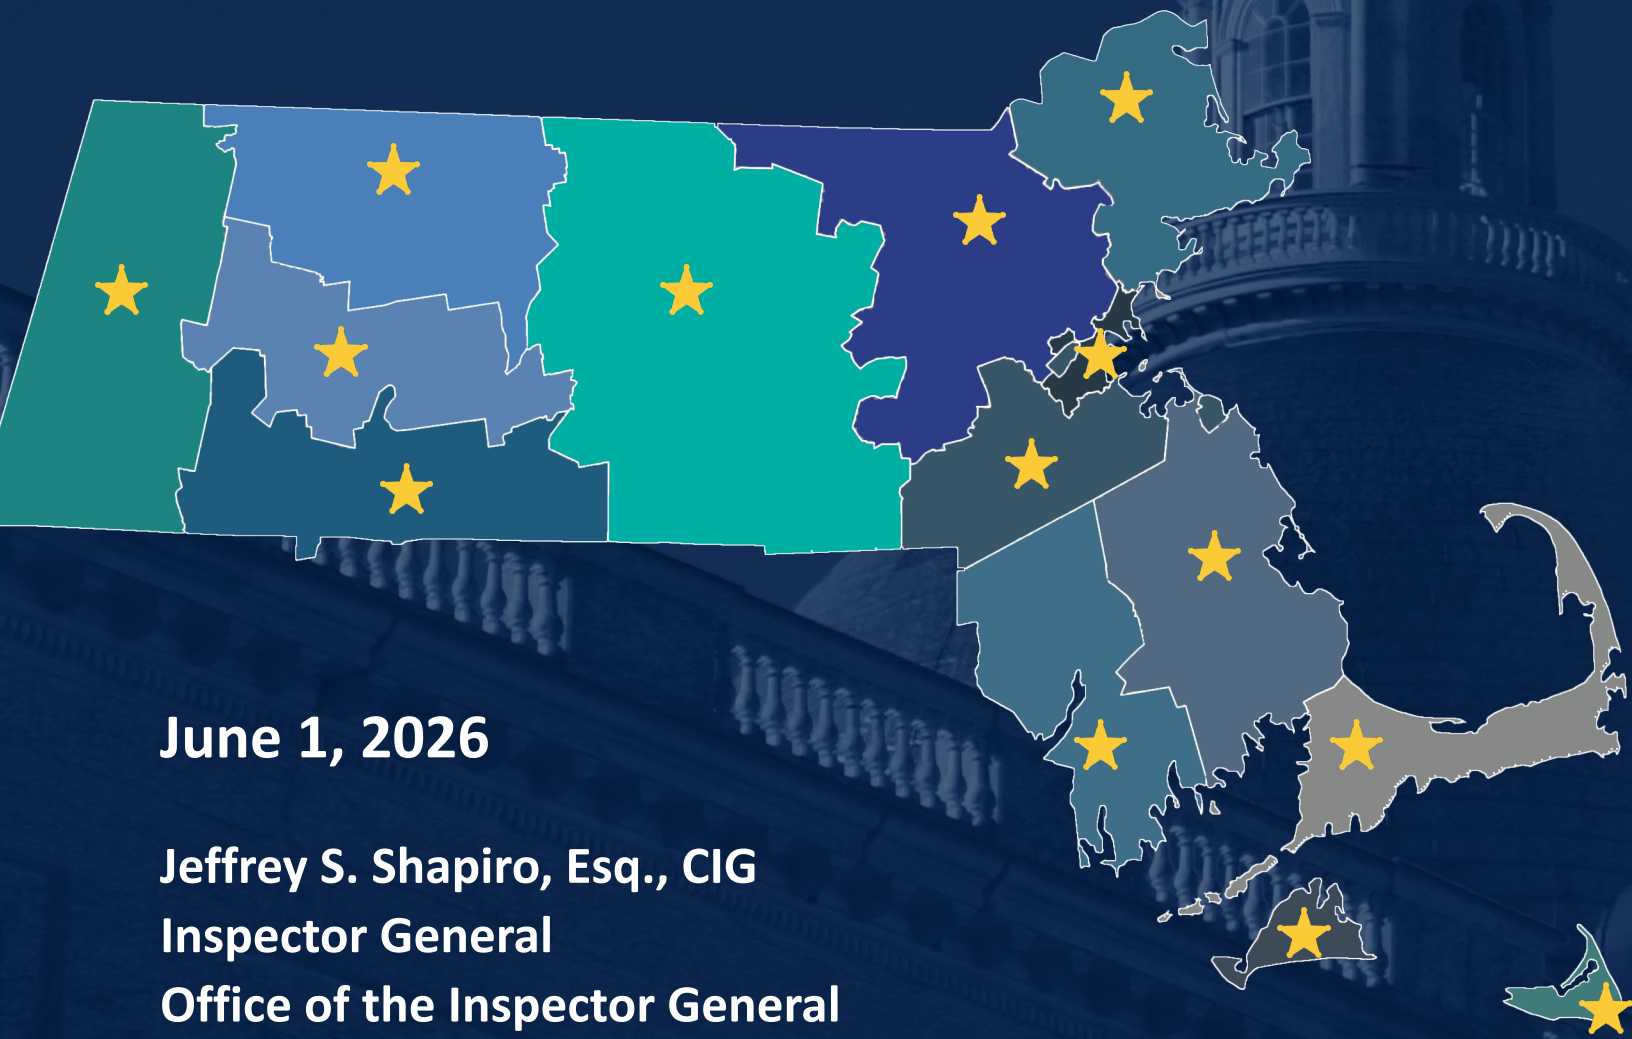 June 1, 2026
Jeffrey S. Shapiro, Esq., CIG
Inspector General
Office of the Inspector General